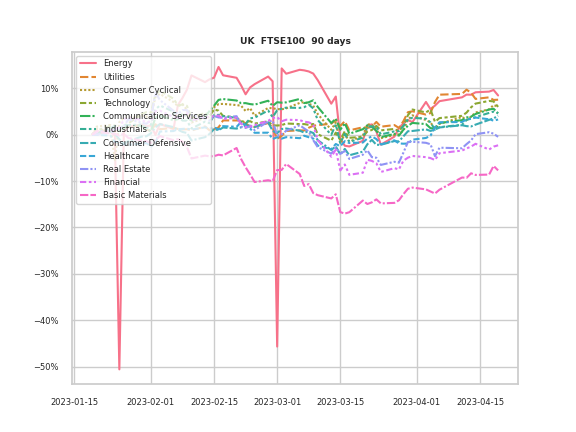 UK FTSE100 90 days
Energy
Utilities
Consumer Cyclical
Technology
Communication Services
Industrials
Consumer Defensive
Healthcare
Real Estate
Financial
Basic Materials
10%
0%
−10%
−20%
−30%
−40%
−50%
2023-01-15 2023-02-01 2023-02-15 2023-03-01 2023-03-15 2023-04-01 2023-04-15